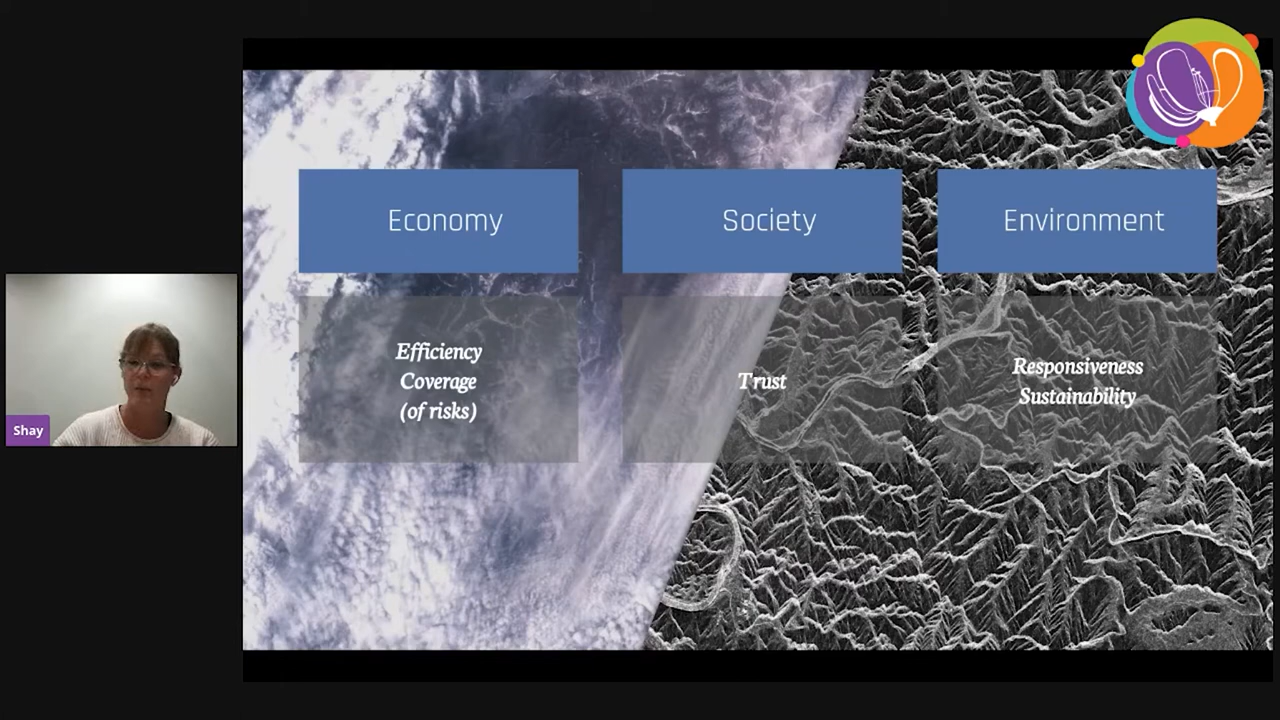 Economy
Society
Environment
Efficiency
Coverage
(of risks)
Trust
Responsiveness
Sustainability
Shay